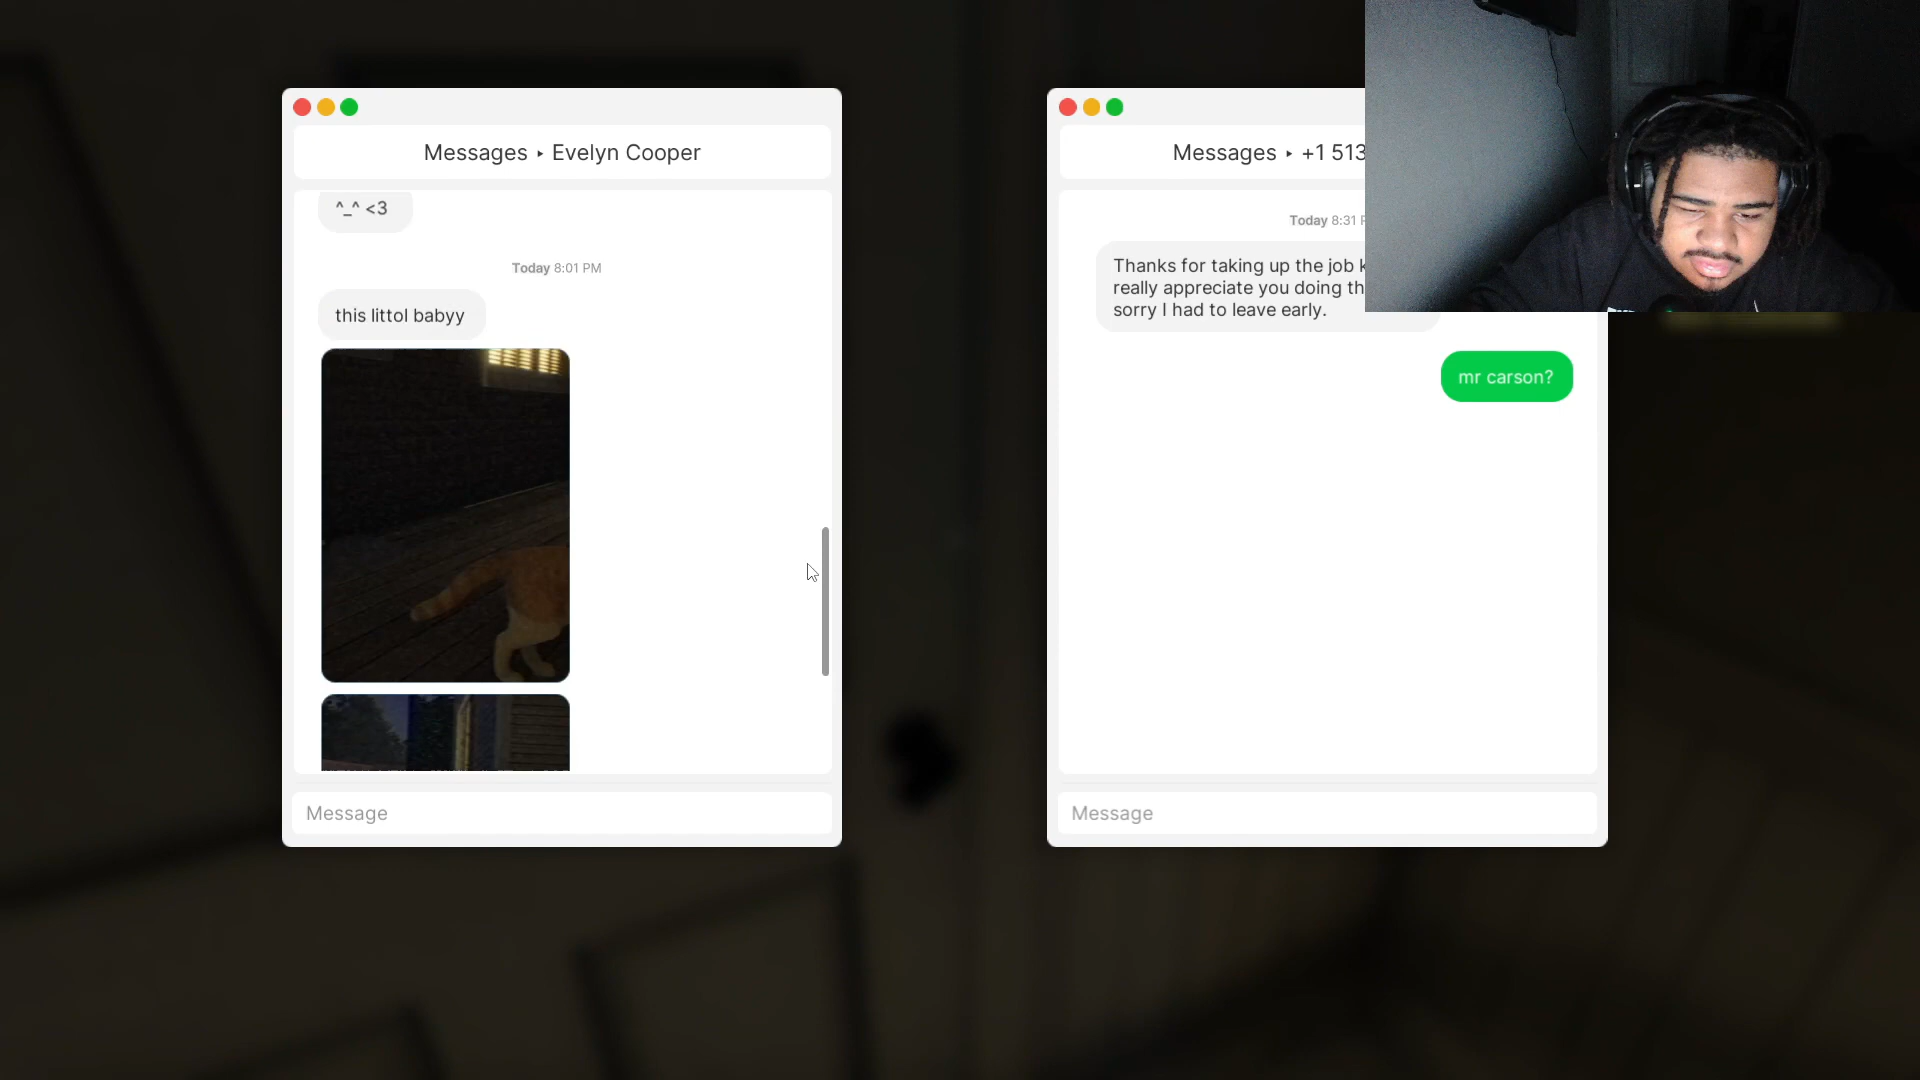 Messages ▸ Evelyn Cooper
^_^ <3
Today 8:01 PM
this littol babyy
Message
Messages ▸ +1 513
Today 8:31
Thanks for taking up the job
really appreciate you doing
sorry I had to leave early.
mr carson?
Message